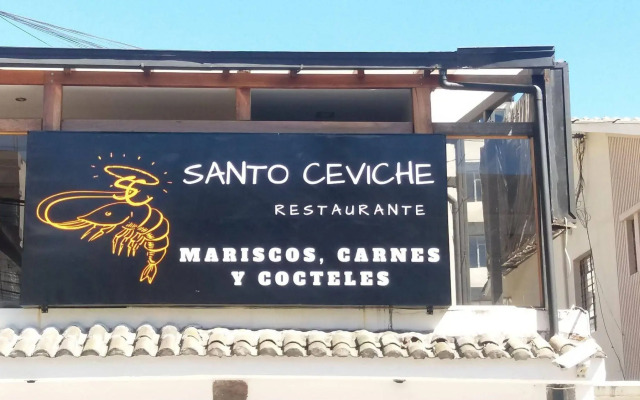 SANTO CEVICHE
RESTAURANTE
MARISCOS, CARNES
Y COCTELES